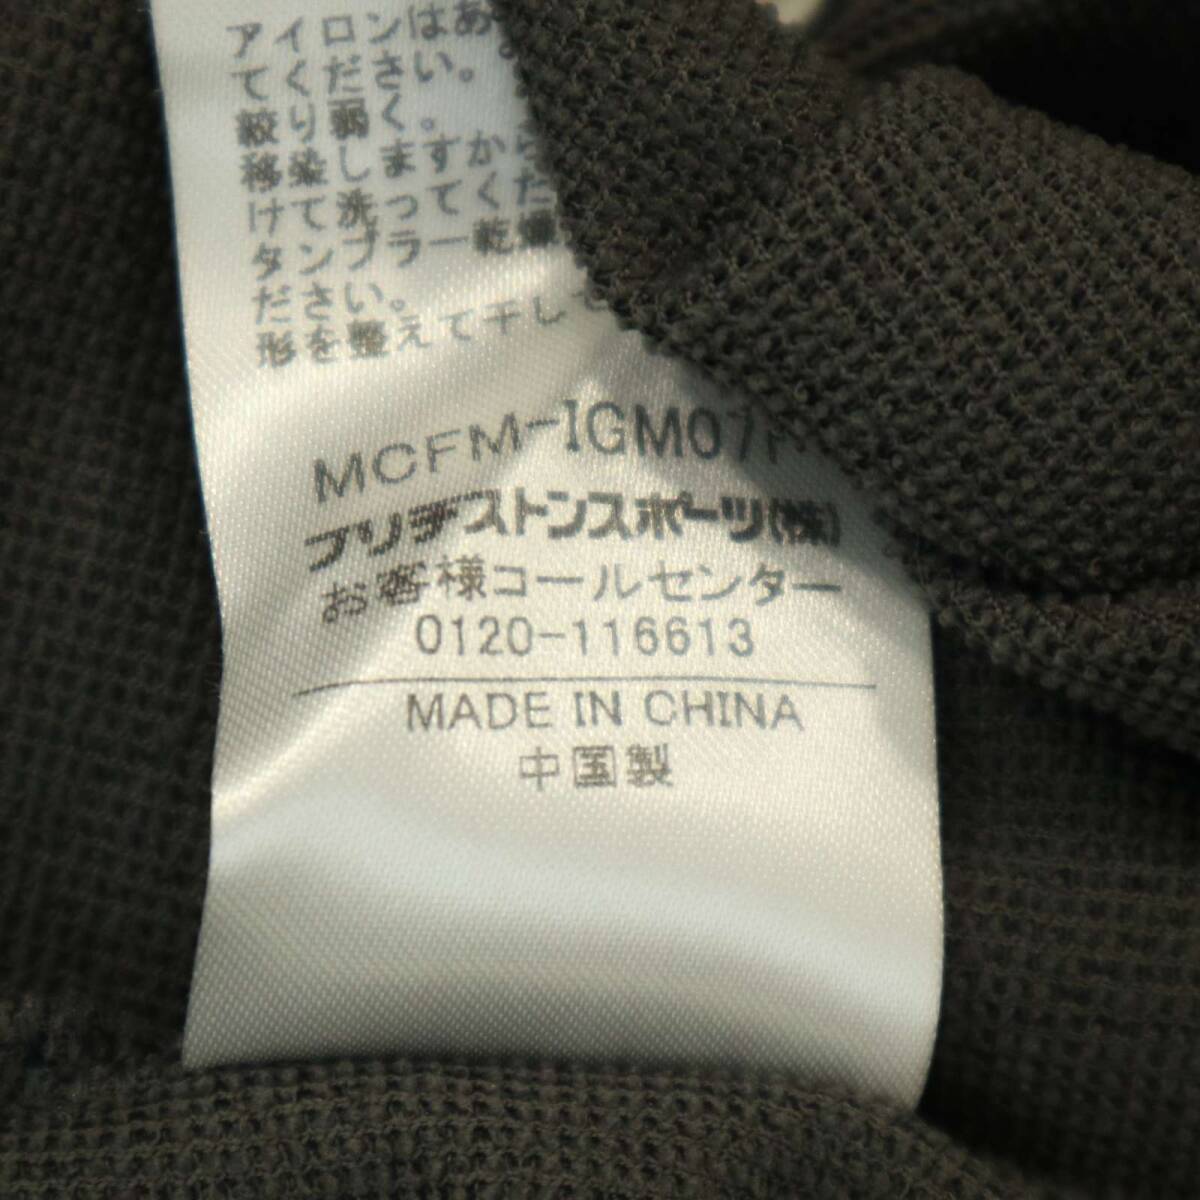 アイロンはあ
てください。
絞り弱く。
移染しますから
けて洗ってくだ
タンブラー乾燥
ださい。
形を整えて干して
MCFM-IGM07
ブリヂストンスポーツ(株)
お客様コールセンター
0120-116613
MADE IN CHINA
中国製